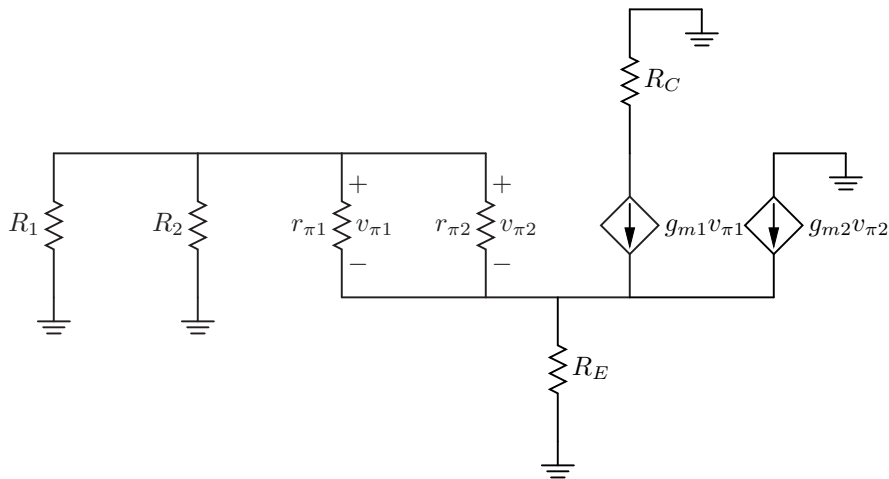 R_C
+
+
R_1
R_2
r_{π1}
v_{π1}
r_{π2}
v_{π2}
g_{m1}v_{π1}
g_{m2}v_{π2}
−
−
R_E